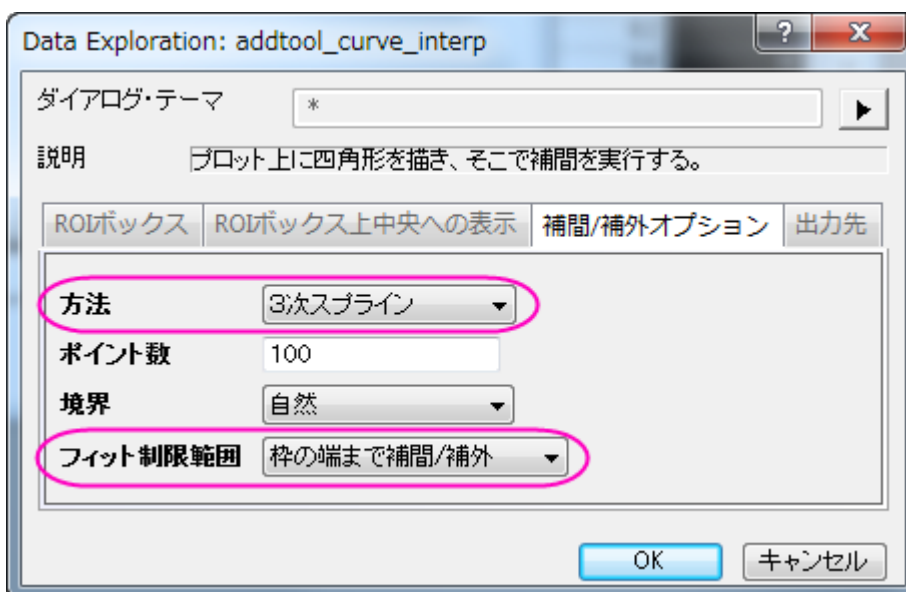 Data Exploration: addtool_curve_interp
ダイアログ・テーマ *
説明 プロット上に四角形を描き、そこで補間を実行する。
ROIボックス ROIボックス上中央への表示 補間/補外オプション 出力先
方法 3次スプライン
ポイント数 100
境界 自然
フィット制限範囲 枠の端まで補間/補外
OK キャンセル